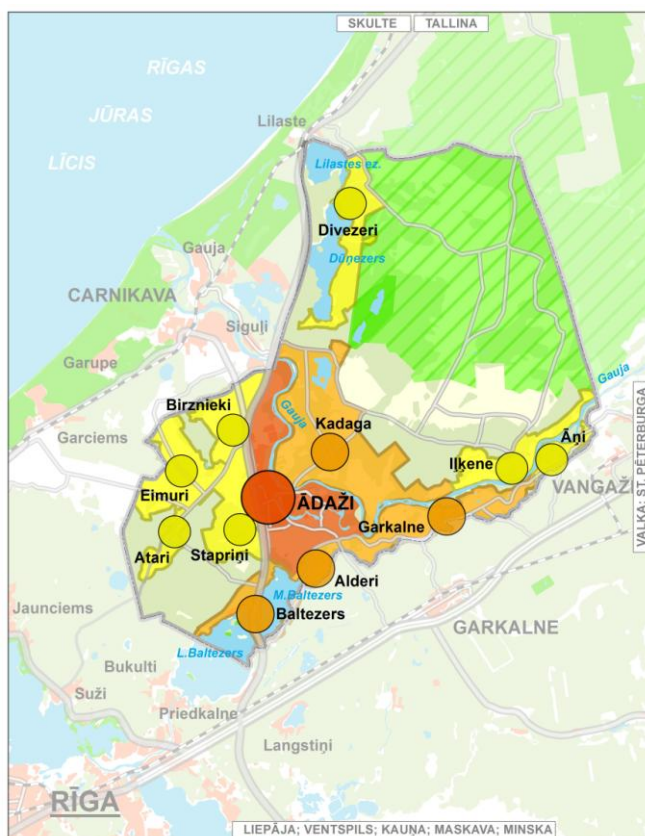 SKULTE
TALLINA
RĪGAS
JŪRAS
LĪCIS
Lilaste
Lilastes ez.
Divezeri
Dūņezers
Gauja
CARNIKAVA
Siguļi
Garupe
Gauja
Birznieki
Gauja
Kadaga
Garciems
Iļķene
Āņi
Eimuri
VANGAŽI
ĀDAŽI
Garkalne
VALKA; ST. PĒTERBURGA
Atari
Stapriņi
Alderi
M.Baltezers
Jaunciems
Baltezers
GARKALNE
L.Baltezers
Bukulti
Suži
Priedkalne
Langstiņi
RĪGA
LIEPĀJA; VENTSPILS; KAUŅA; MASKAVA; MINSKA